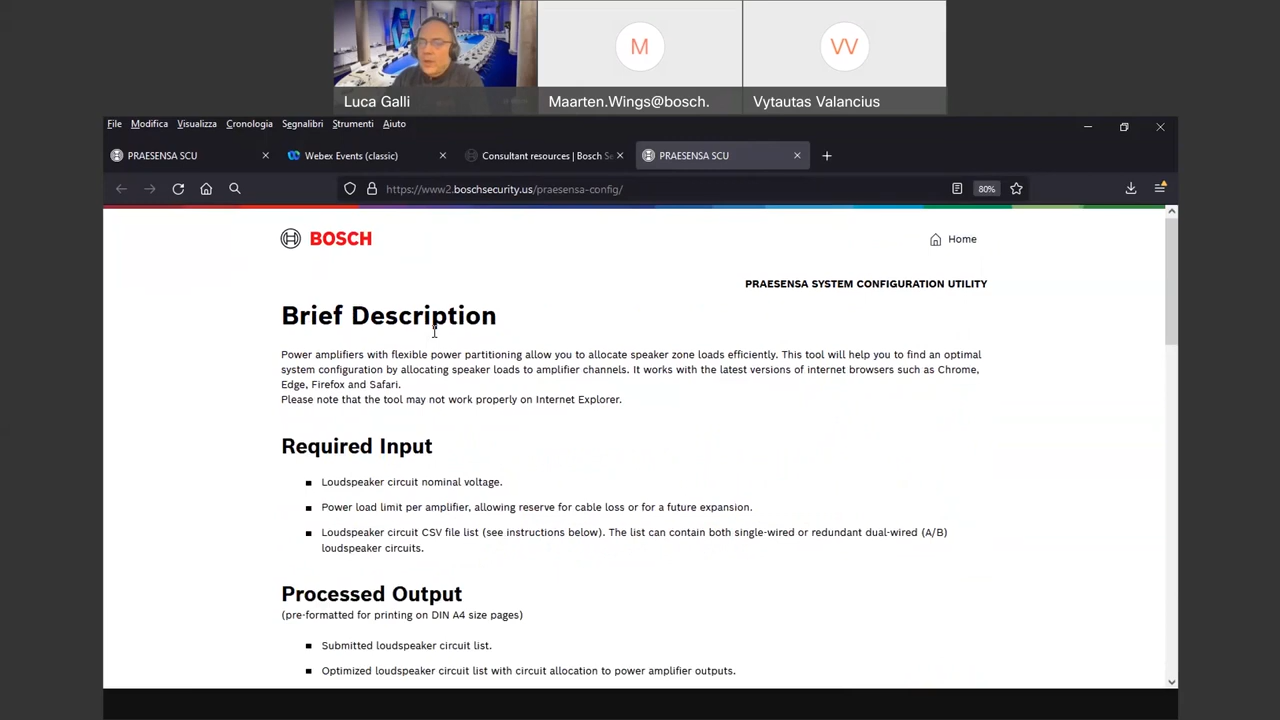 M
VV
Luca Galli
Maarten.Wings@bosch.
Vytautas Valancius
File Modifica Visualizza Cronologia Segnalibri Strumenti Aiuto
PRAESENSA SCU
Webex Events (classic)
Consultant resources | Bosch Se
PRAESENSA SCU
https://www2.boschsecurity.us/praesensa-config/
80%
BOSCH
Home
PRAESENSA SYSTEM CONFIGURATION UTILITY
Brief Description
Power amplifiers with flexible power partitioning allow you to allocate speaker zone loads efficiently. This tool will help you to find an optimal
system configuration by allocating speaker loads to amplifier channels. It works with the latest versions of internet browsers such as Chrome,
Edge, Firefox and Safari.
Please note that the tool may not work properly on Internet Explorer.
Required Input
Loudspeaker circuit nominal voltage.
Power load limit per amplifier, allowing reserve for cable loss or for a future expansion.
Loudspeaker circuit CSV file list (see instructions below). The list can contain both single-wired or redundant dual-wired (A/B)
loudspeaker circuits.
Processed Output
(pre-formatted for printing on DIN A4 size pages)
Submitted loudspeaker circuit list.
Optimized loudspeaker circuit list with circuit allocation to power amplifier outputs.